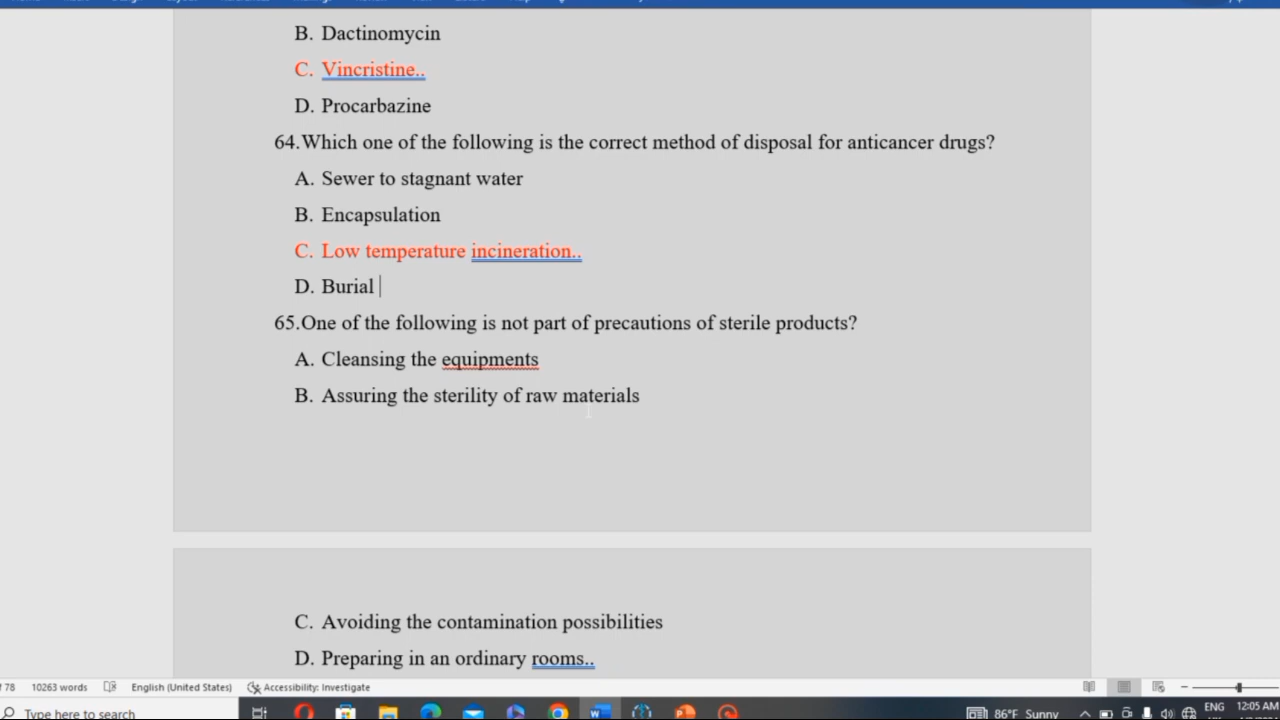 B. Dactinomycin
C. Vincristine..
D. Procarbazine
64.Which one of the following is the correct method of disposal for anticancer drugs?
A. Sewer to stagnant water
B. Encapsulation
C. Low temperature incineration..
D. Burial
65.One of the following is not part of precautions of sterile products?
A. Cleansing the equipments
B. Assuring the sterility of raw materials
C. Avoiding the contamination possibilities
D. Preparing in an ordinary rooms..
78 10263 words English (United States) Accessibility: Investigate
Type here to search 86°F Sunny ENG 12:05 AM